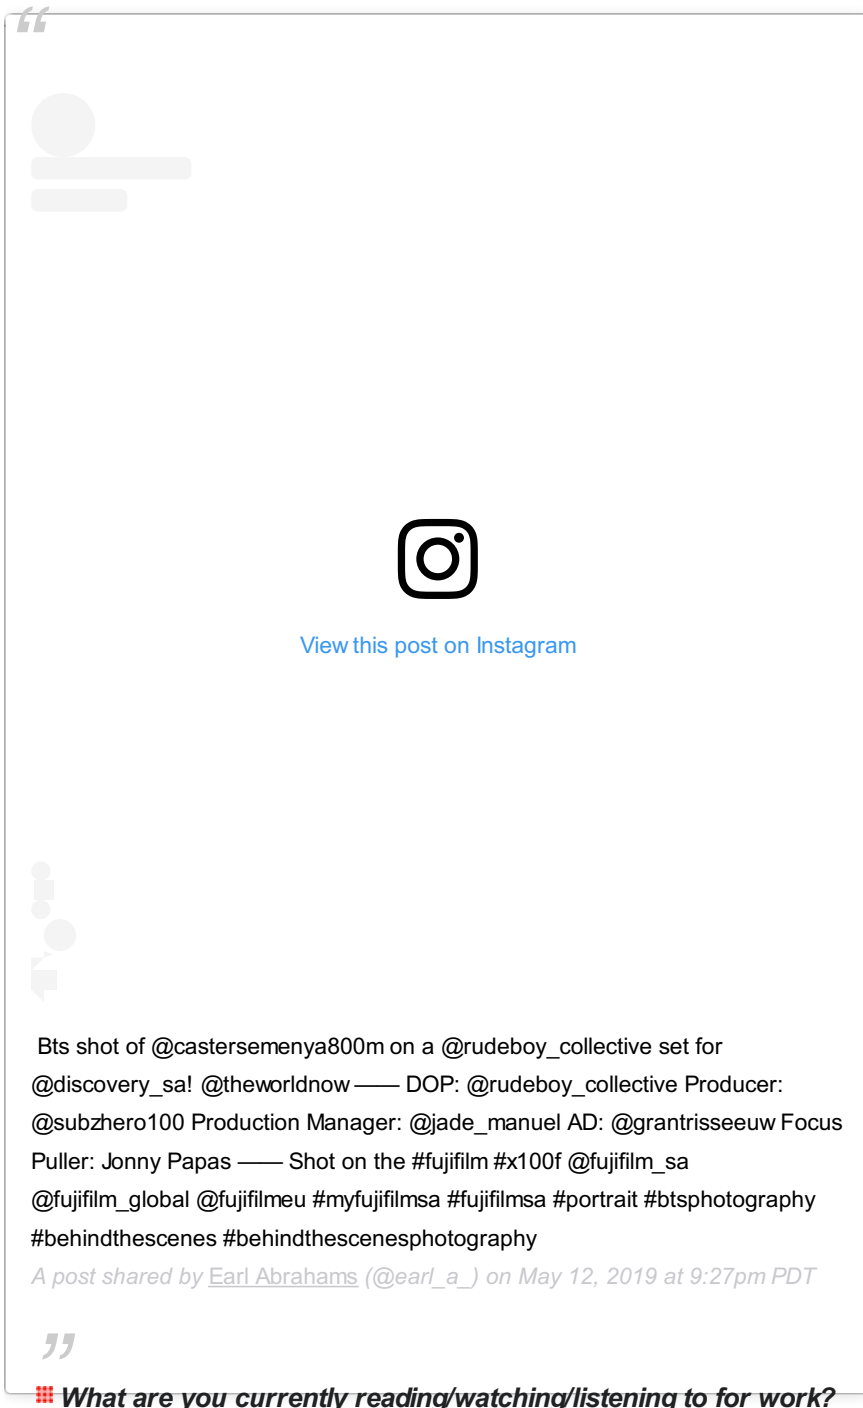 “
View this post on Instagram
Bts shot of @castersemenya800m on a @rudeboy_collective set for
@discovery_sa! @theworldnow —— DOP: @rudeboy_collective Producer:
@subzhero100 Production Manager: @jade_manuel AD: @grantrisseeuw Focus
Puller: Jonny Papas —— Shot on the #fujifilm #x100f @fujifilm_sa
@fujifilm_global @fujifilmeu #myfujifilmsa #fujifilmsa #portrait #btsphotography
#behindthescenes #behindthescenesphotography
A post shared by Earl Abrahams (@earl_a_) on May 12, 2019 at 9:27pm PDT
”
What are you currently reading/watching/listening to for work?